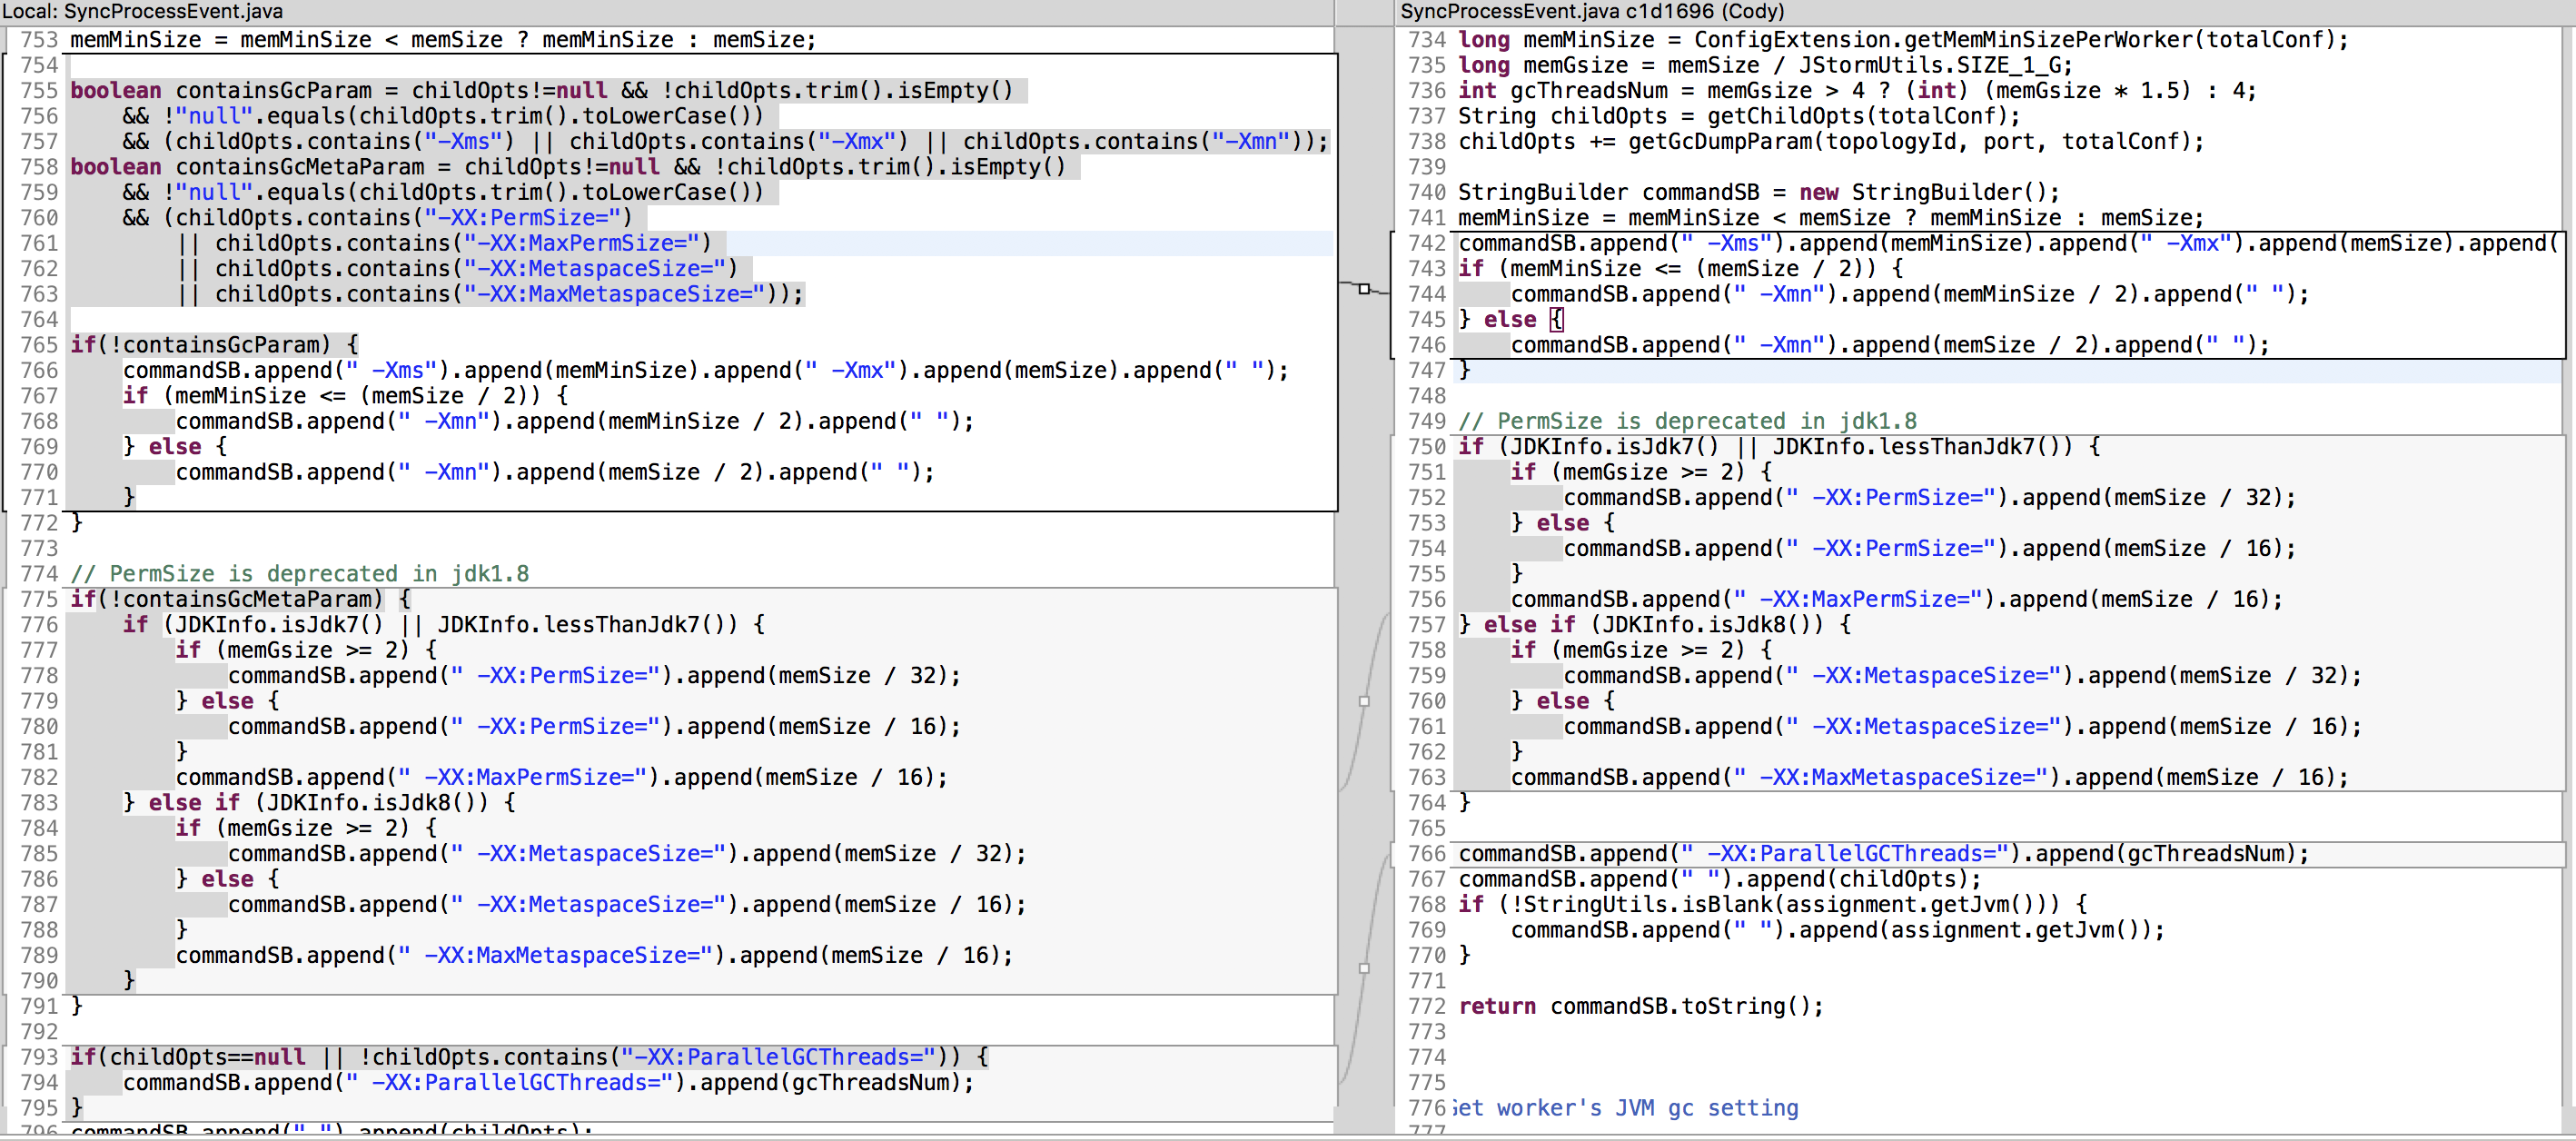 Local: SyncProcessEvent.java
753 memMinSize = memMinSize < memSize ? memMinSize : memSize;
754
755 boolean containsGcParam = childOpts!=null && !childOpts.trim().isEmpty()
756     && !"null".equals(childOpts.trim().toLowerCase())
757     && (childOpts.contains("-Xms") || childOpts.contains("-Xmx") || childOpts.contains("-Xmn"));
758 boolean containsGcMetaParam = childOpts!=null && !childOpts.trim().isEmpty()
759     && !"null".equals(childOpts.trim().toLowerCase())
760     && (childOpts.contains("-XX:PermSize=")
761         || childOpts.contains("-XX:MaxPermSize=")
762         || childOpts.contains("-XX:MetaspaceSize=")
763         || childOpts.contains("-XX:MaxMetaspaceSize="));
764
765 if(!containsGcParam) {
766     commandSB.append(" -Xms").append(memMinSize).append(" -Xmx").append(memSize).append(" ");
767     if (memMinSize <= (memSize / 2)) {
768         commandSB.append(" -Xmn").append(memMinSize / 2).append(" ");
769     } else {
770         commandSB.append(" -Xmn").append(memSize / 2).append(" ");
771     }
772 }
773
774 // PermSize is deprecated in jdk1.8
775 if(!containsGcMetaParam) {
776     if (JDKInfo.isJdk7() || JDKInfo.lessThanJdk7()) {
777         if (memGsize >= 2) {
778             commandSB.append(" -XX:PermSize=").append(memSize / 32);
779         } else {
780             commandSB.append(" -XX:PermSize=").append(memSize / 16);
781         }
782         commandSB.append(" -XX:MaxPermSize=").append(memSize / 16);
783     } else if (JDKInfo.isJdk8()) {
784         if (memGsize >= 2) {
785             commandSB.append(" -XX:MetaspaceSize=").append(memSize / 32);
786         } else {
787             commandSB.append(" -XX:MetaspaceSize=").append(memSize / 16);
788         }
789         commandSB.append(" -XX:MaxMetaspaceSize=").append(memSize / 16);
790     }
791 }
792
793 if(childOpts==null || !childOpts.contains("-XX:ParallelGCThreads=")) {
794     commandSB.append(" -XX:ParallelGCThreads=").append(gcThreadsNum);
795 }
796 commandSB.append(" ").append(childOpts);
SyncProcessEvent.java c1d1696 (Cody)
734 long memMinSize = ConfigExtension.getMemMinSizePerWorker(totalConf);
735 long memGsize = memSize / JStormUtils.SIZE_1_G;
736 int gcThreadsNum = memGsize > 4 ? (int) (memGsize * 1.5) : 4;
737 String childOpts = getChildOpts(totalConf);
738 childOpts += getGcDumpParam(topologyId, port, totalConf);
739
740 StringBuilder commandSB = new StringBuilder();
741 memMinSize = memMinSize < memSize ? memMinSize : memSize;
742 commandSB.append(" -Xms").append(memMinSize).append(" -Xmx").append(memSize).append(
743 if (memMinSize <= (memSize / 2)) {
744     commandSB.append(" -Xmn").append(memMinSize / 2).append(" ");
745 } else {
746     commandSB.append(" -Xmn").append(memSize / 2).append(" ");
747 }
748
749 // PermSize is deprecated in jdk1.8
750 if (JDKInfo.isJdk7() || JDKInfo.lessThanJdk7()) {
751     if (memGsize >= 2) {
752         commandSB.append(" -XX:PermSize=").append(memSize / 32);
753     } else {
754         commandSB.append(" -XX:PermSize=").append(memSize / 16);
755     }
756     commandSB.append(" -XX:MaxPermSize=").append(memSize / 16);
757 } else if (JDKInfo.isJdk8()) {
758     if (memGsize >= 2) {
759         commandSB.append(" -XX:MetaspaceSize=").append(memSize / 32);
760     } else {
761         commandSB.append(" -XX:MetaspaceSize=").append(memSize / 16);
762     }
763     commandSB.append(" -XX:MaxMetaspaceSize=").append(memSize / 16);
764 }
765
766 commandSB.append(" -XX:ParallelGCThreads=").append(gcThreadsNum);
767 commandSB.append(" ").append(childOpts);
768 if (!StringUtils.isBlank(assignment.getJvm())) {
769     commandSB.append(" ").append(assignment.getJvm());
770 }
771
772 return commandSB.toString();
773
774
775
776 et worker's JVM gc setting
777